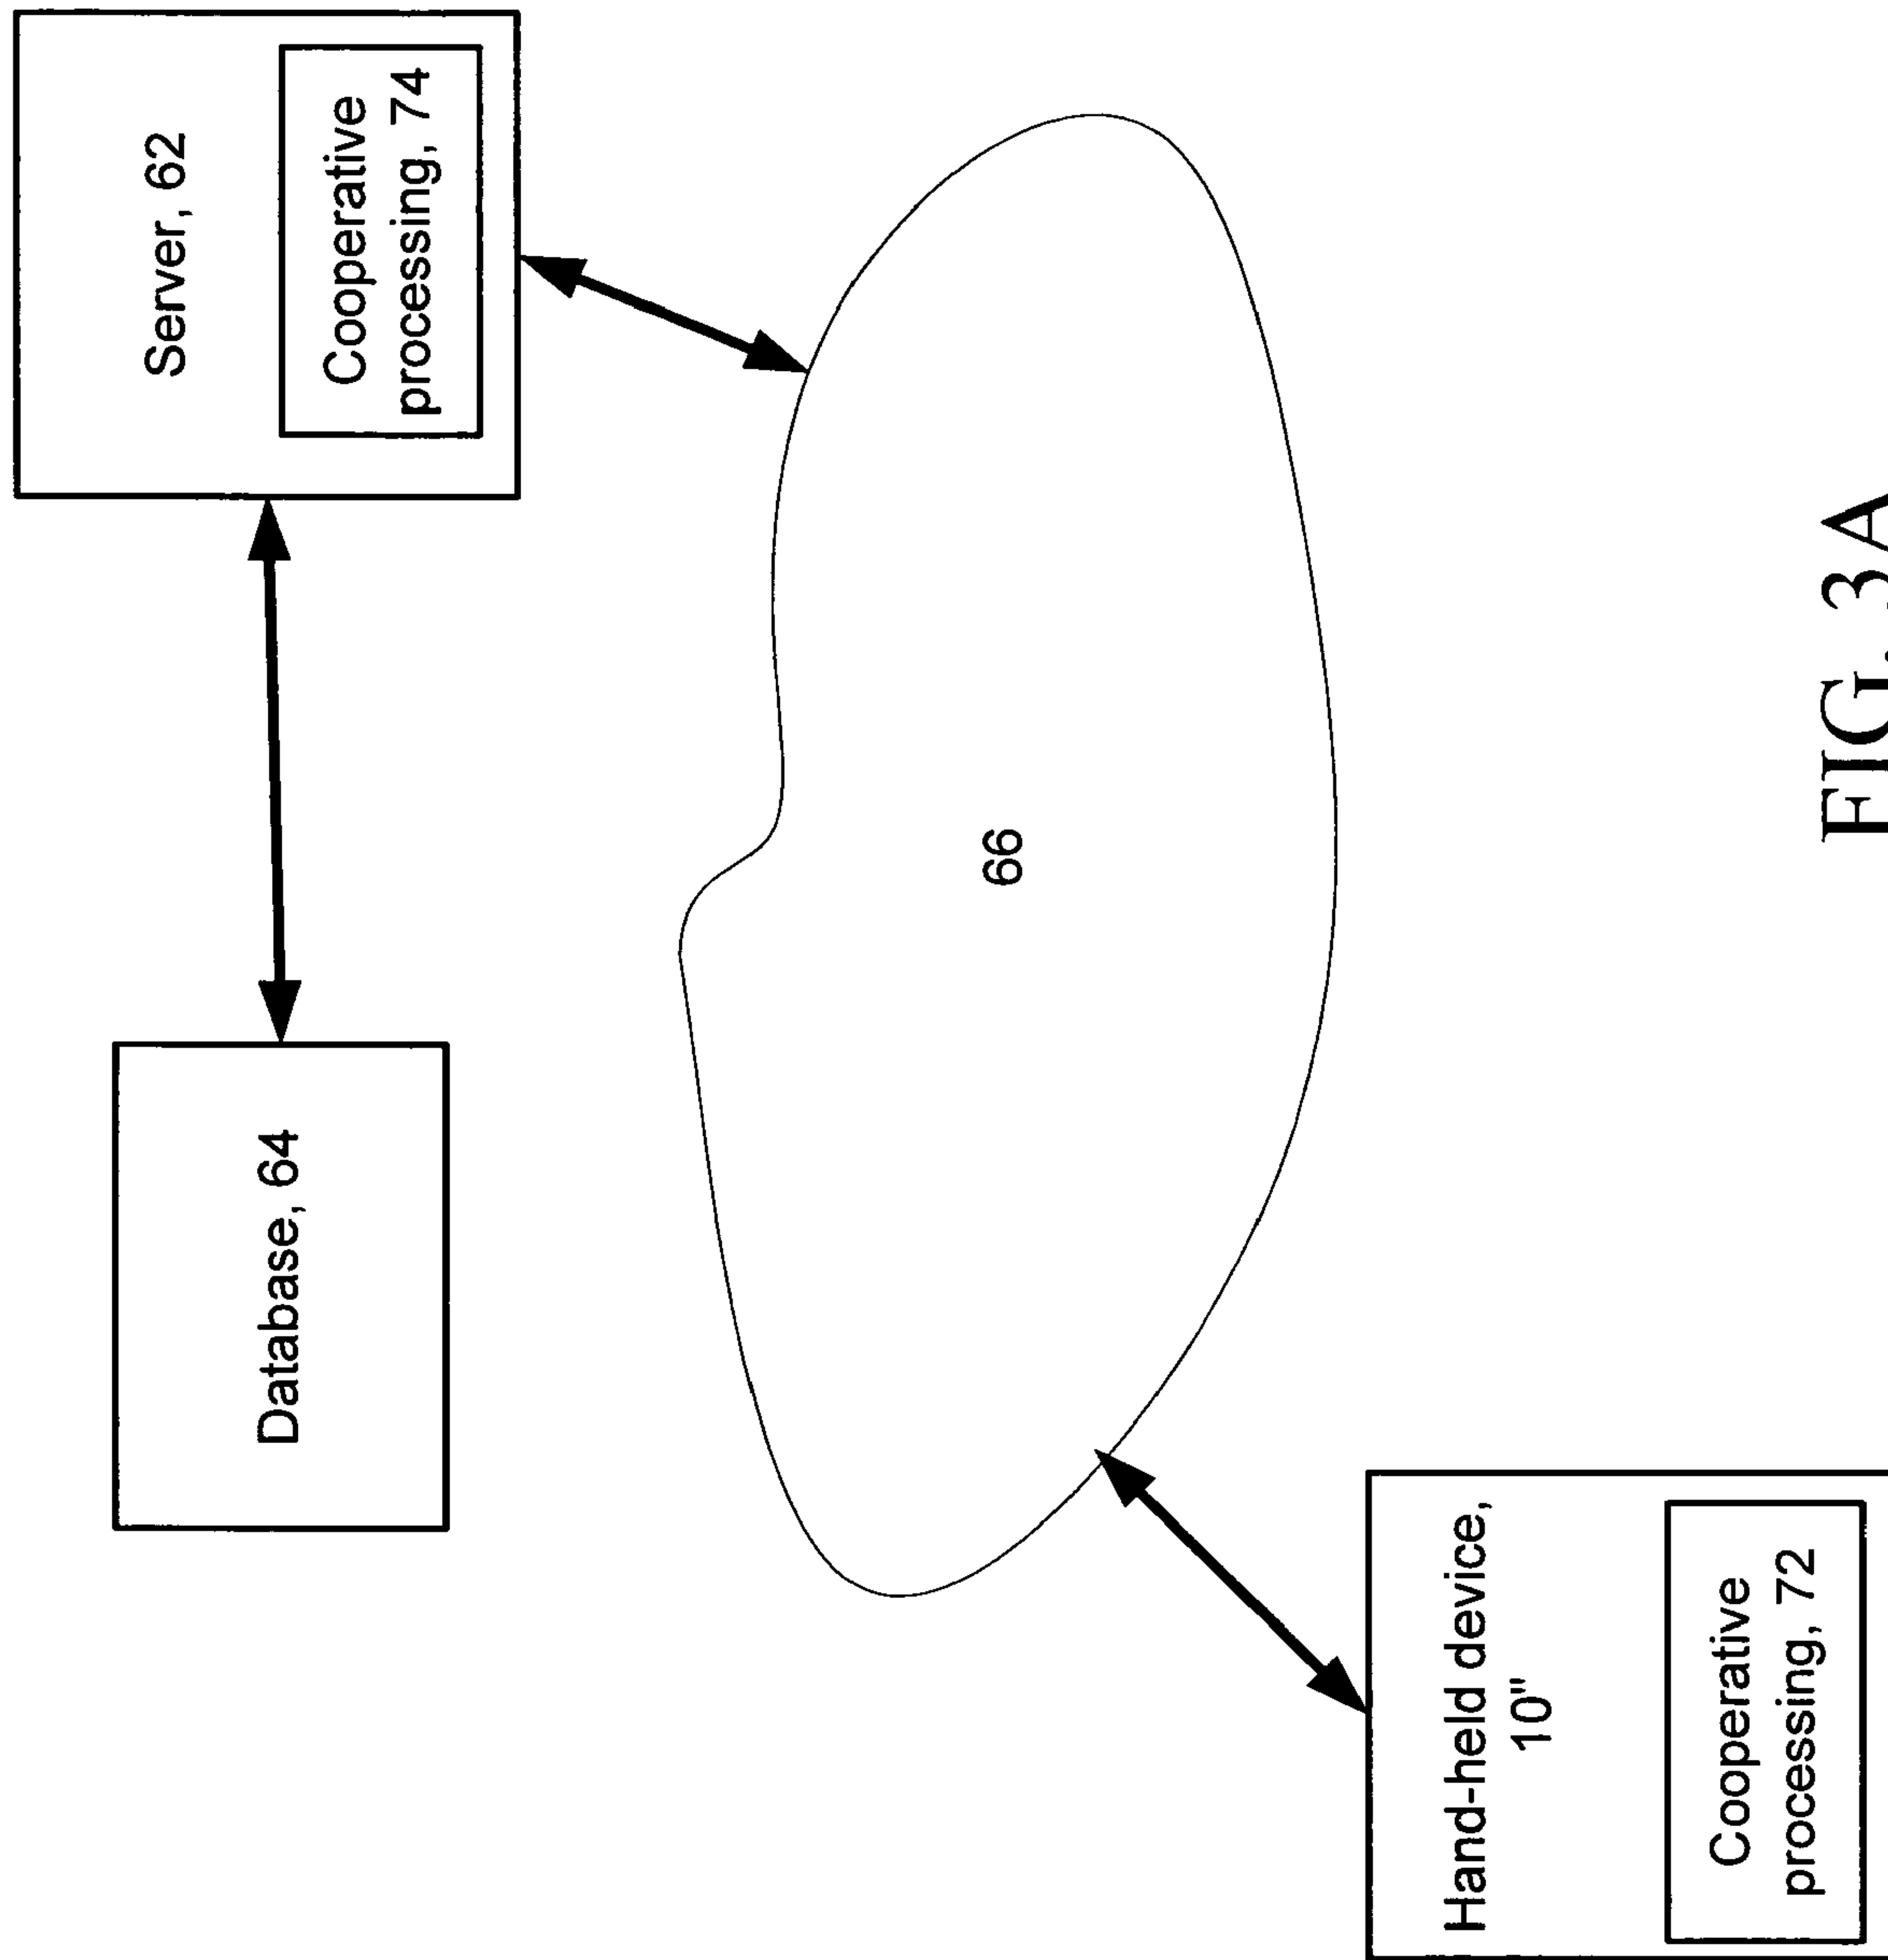 Database, 64
Server, 62
Cooperative
processing, 74
66
Hand-held device,
10"
Cooperative
processing, 72
FIG. 3A